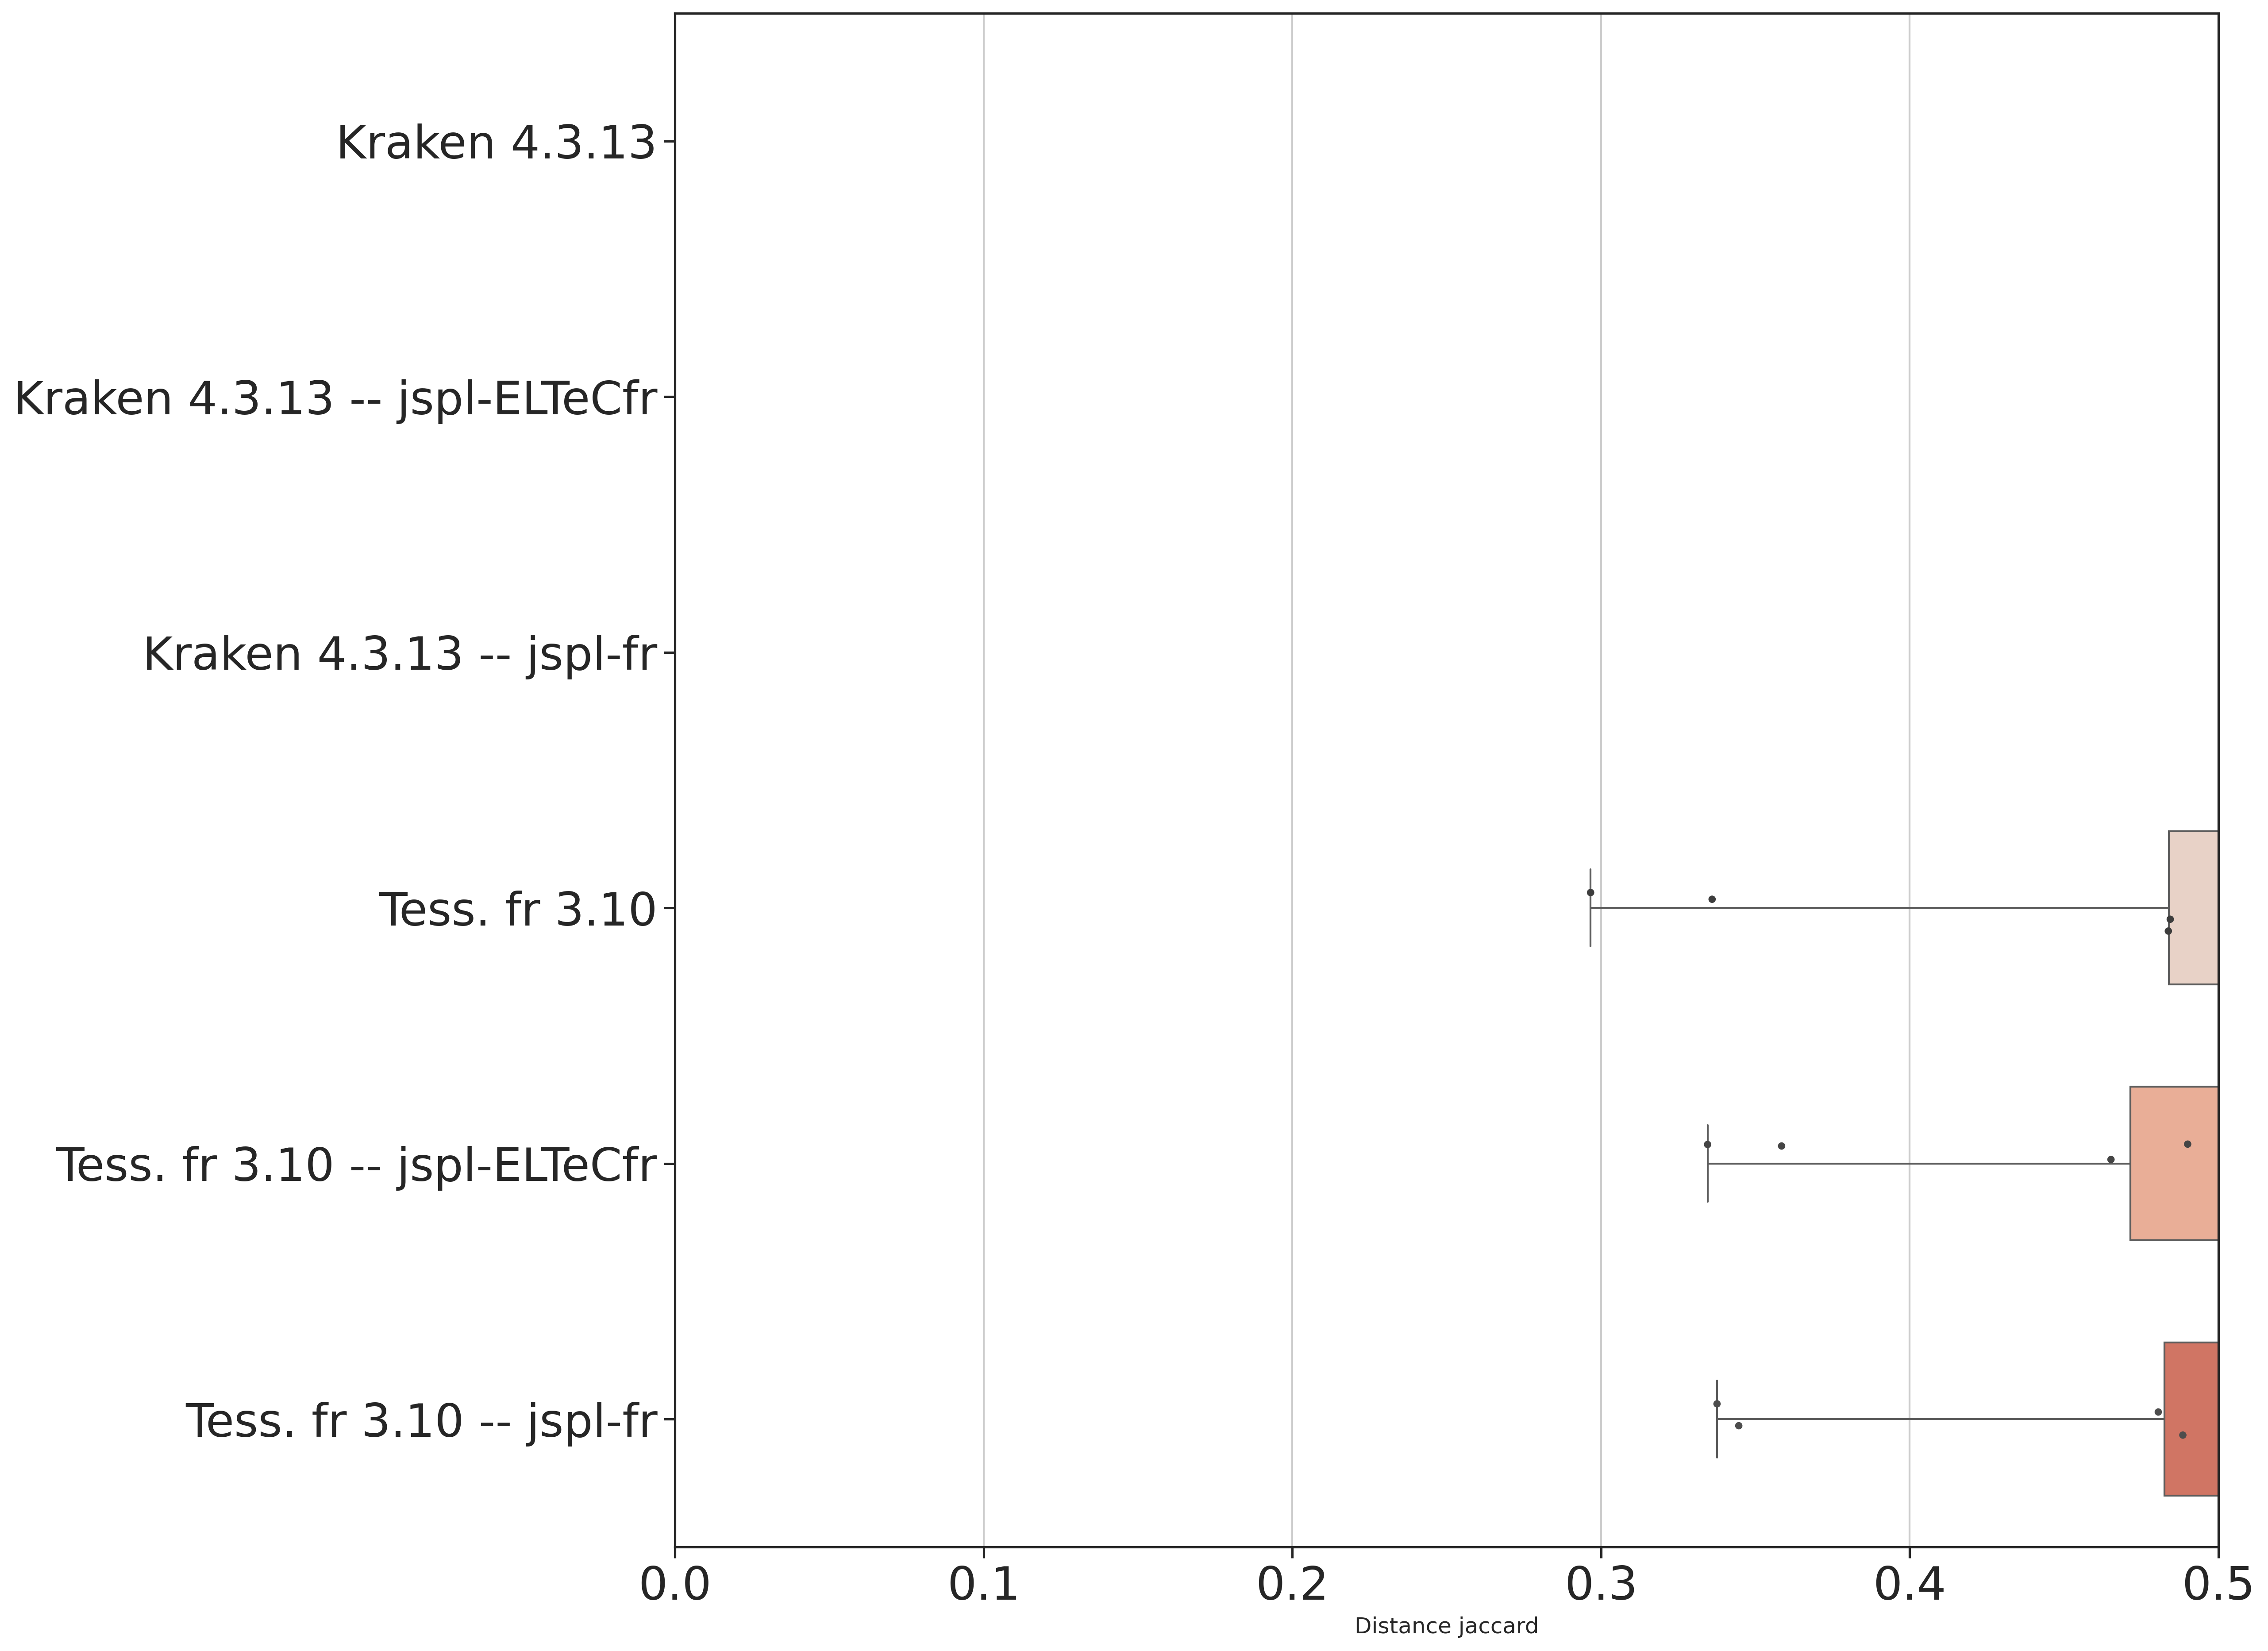 Kraken 4.3.13
Kraken 4.3.13 -- jspl-ELTeCfr
Kraken 4.3.13 -- jspl-fr
Tess. fr 3.10
Tess. fr 3.10 -- jspl-ELTeCfr
Tess. fr 3.10 -- jspl-fr
0.0 0.1 0.2 0.3 0.4 0.5
Distance jaccard